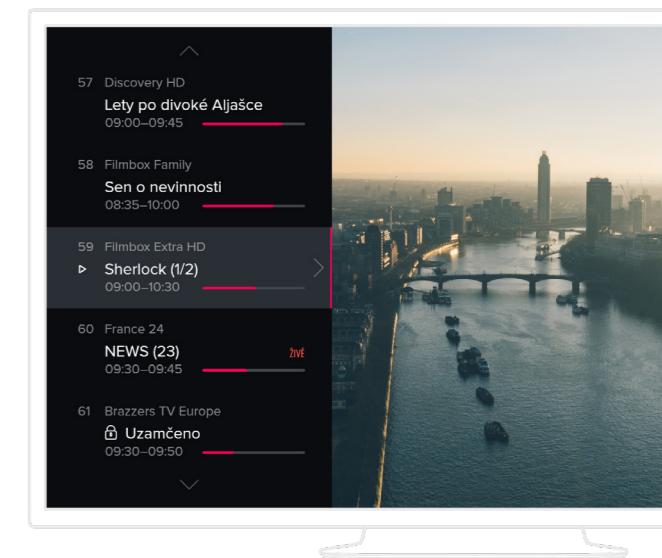 57 Discovery HD
Lety po divoké Aljašce
09:00–09:45
58 Filmbox Family
Sen o nevinnosti
08:35–10:00
59 Filmbox Extra HD
Sherlock (1/2)
09:00–10:30
60 France 24
NEWS (23) ŽIVĚ
09:30–09:45
61 Brazzers TV Europe
Uzamčeno
09:30–09:50